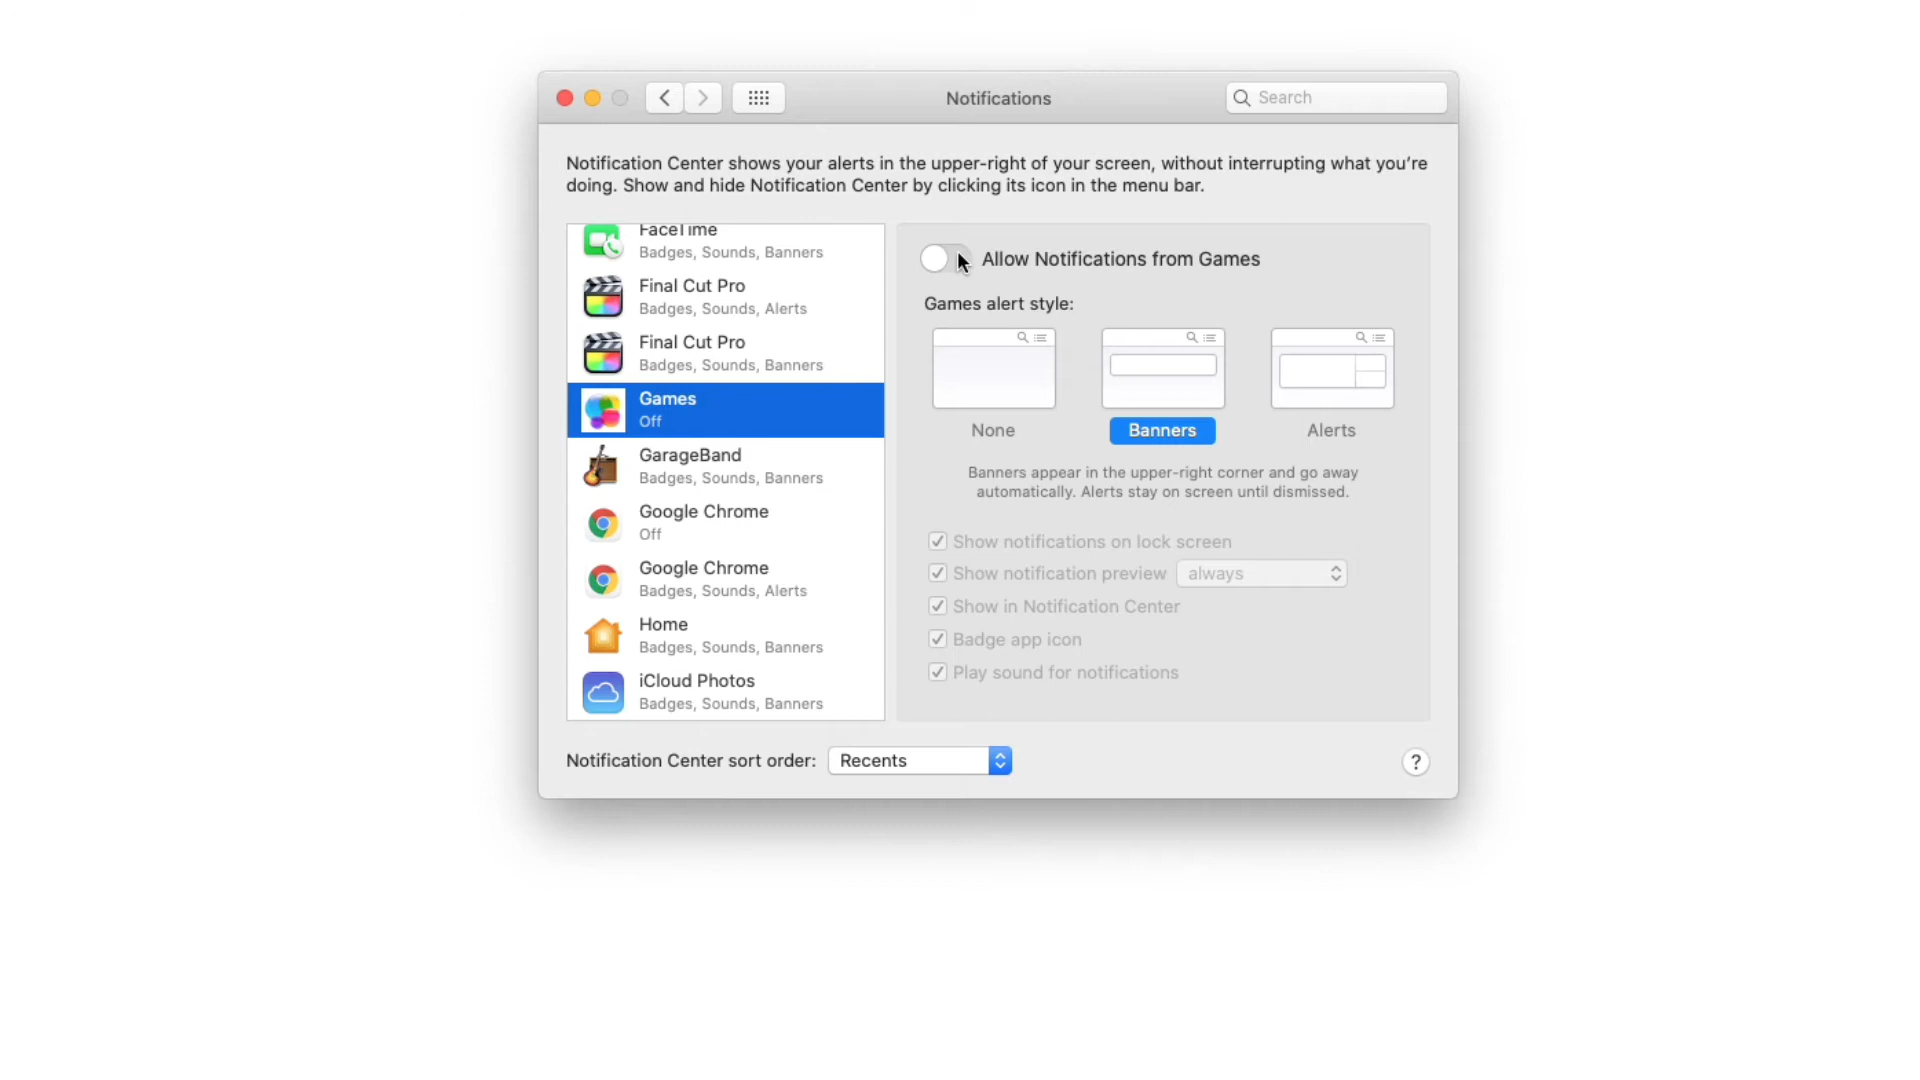 Notifications
Search
Notification Center shows your alerts in the upper-right of your screen, without interrupting what you’re
doing. Show and hide Notification Center by clicking its icon in the menu bar.
FaceTime
Badges, Sounds, Banners
Final Cut Pro
Badges, Sounds, Alerts
Final Cut Pro
Badges, Sounds, Banners
Games
Off
GarageBand
Badges, Sounds, Banners
Google Chrome
Off
Google Chrome
Badges, Sounds, Alerts
Home
Badges, Sounds, Banners
iCloud Photos
Badges, Sounds, Banners
Allow Notifications from Games
Games alert style:
None
Banners
Alerts
Banners appear in the upper-right corner and go away
automatically. Alerts stay on screen until dismissed.
Show notifications on lock screen
Show notification preview always
Show in Notification Center
Badge app icon
Play sound for notifications
Notification Center sort order: Recents
?